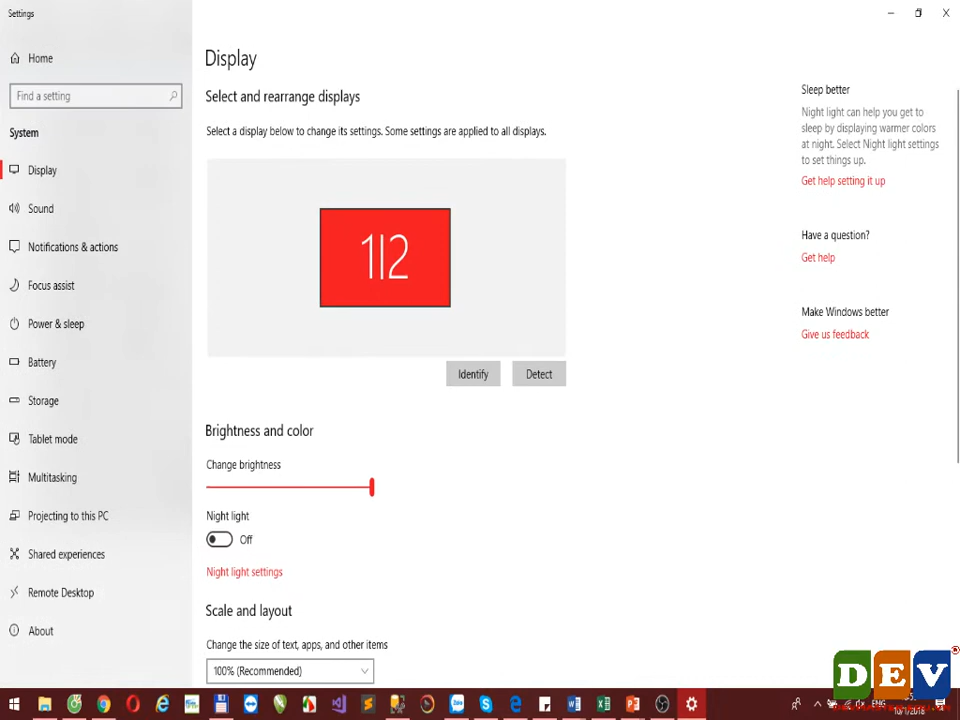 Settings
Home
Find a setting
System
Display
Sound
Notifications & actions
Focus assist
Power & sleep
Battery
Storage
Tablet mode
Multitasking
Projecting to this PC
Shared experiences
Remote Desktop
About
Display
Select and rearrange displays
Select a display below to change its settings. Some settings are applied to all displays.
1|2
Identify
Detect
Brightness and color
Change brightness
Night light
Off
Night light settings
Scale and layout
Change the size of text, apps, and other items
100% (Recommended)
Sleep better
Night light can help you get to
sleep by displaying warmer colors
at night. Select Night light settings
to set things up.
Get help setting it up
Have a question?
Get help
Make Windows better
Give us feedback
DEV
ENG
10/1/2018